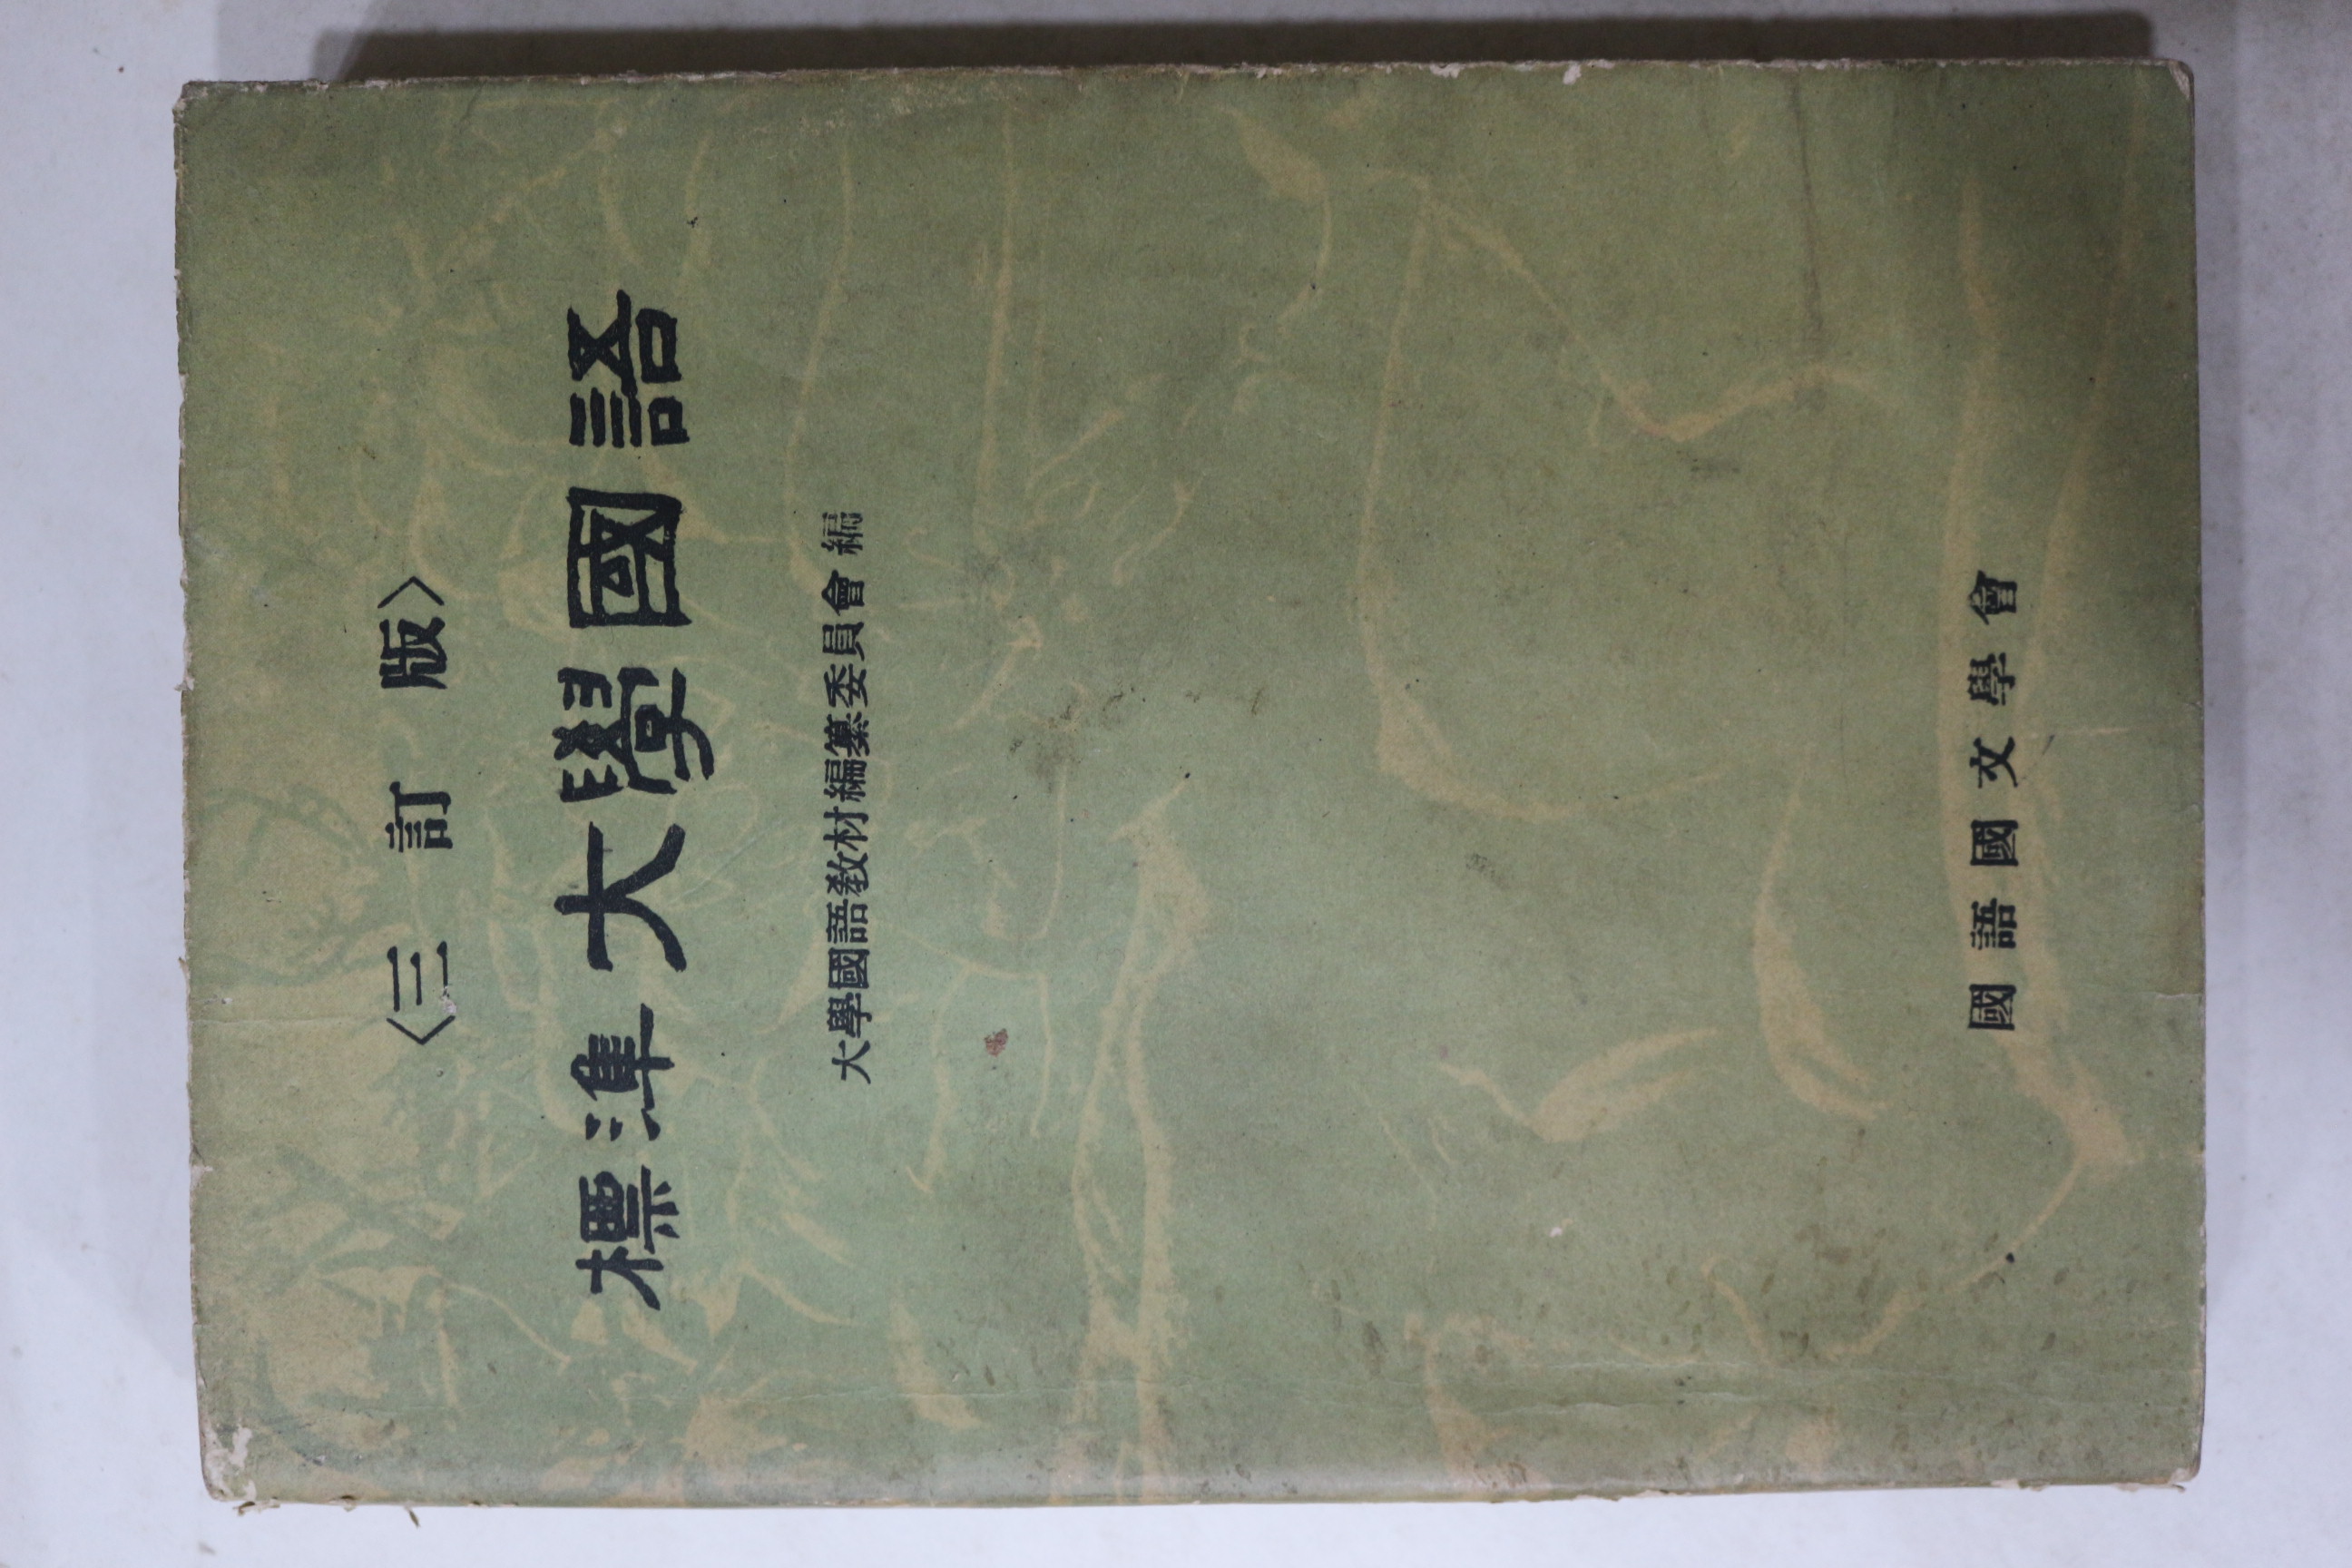 〈三訂版〉
標準大學國語
大學國語敎材編纂委員會 編
國語國文學會